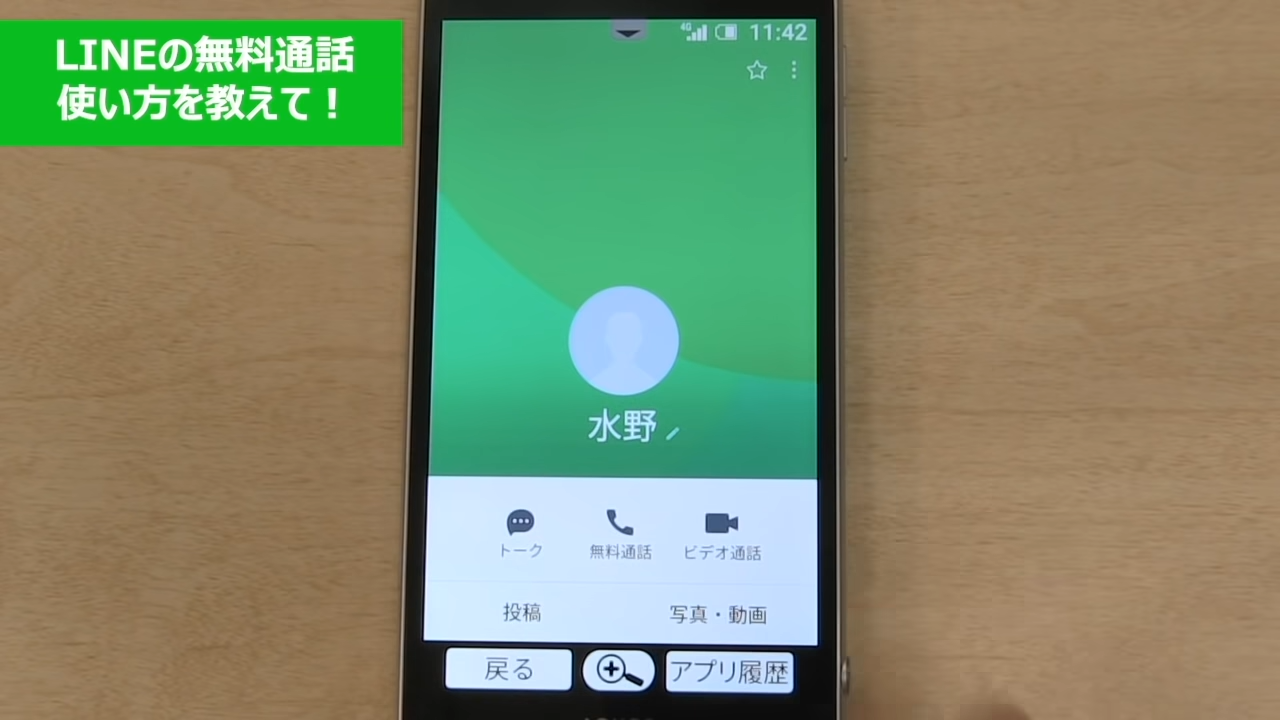 LINEの無料通話
使い方を教えて！
4G 11:42
水野
トーク 無料通話 ビデオ通話
投稿 写真・動画
戻る アプリ履歴